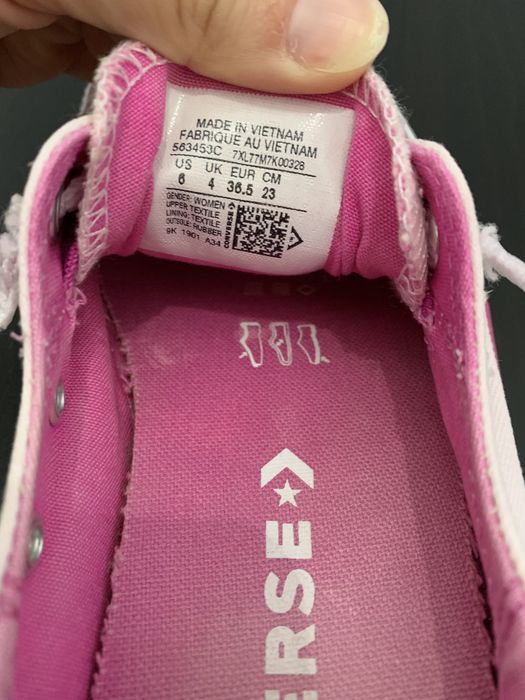 MADE IN VIETNAM
FABRIQUE AU VIETNAM
563453C 7XL77M7K00328
US UK EUR CM
6 4 36.5 23
GENDER: WOMEN
UPPER: TEXTILE
LINING: TEXTILE
OUTSOLE: RUBBER
9K 1901 A34
CONVERSE
ERSE